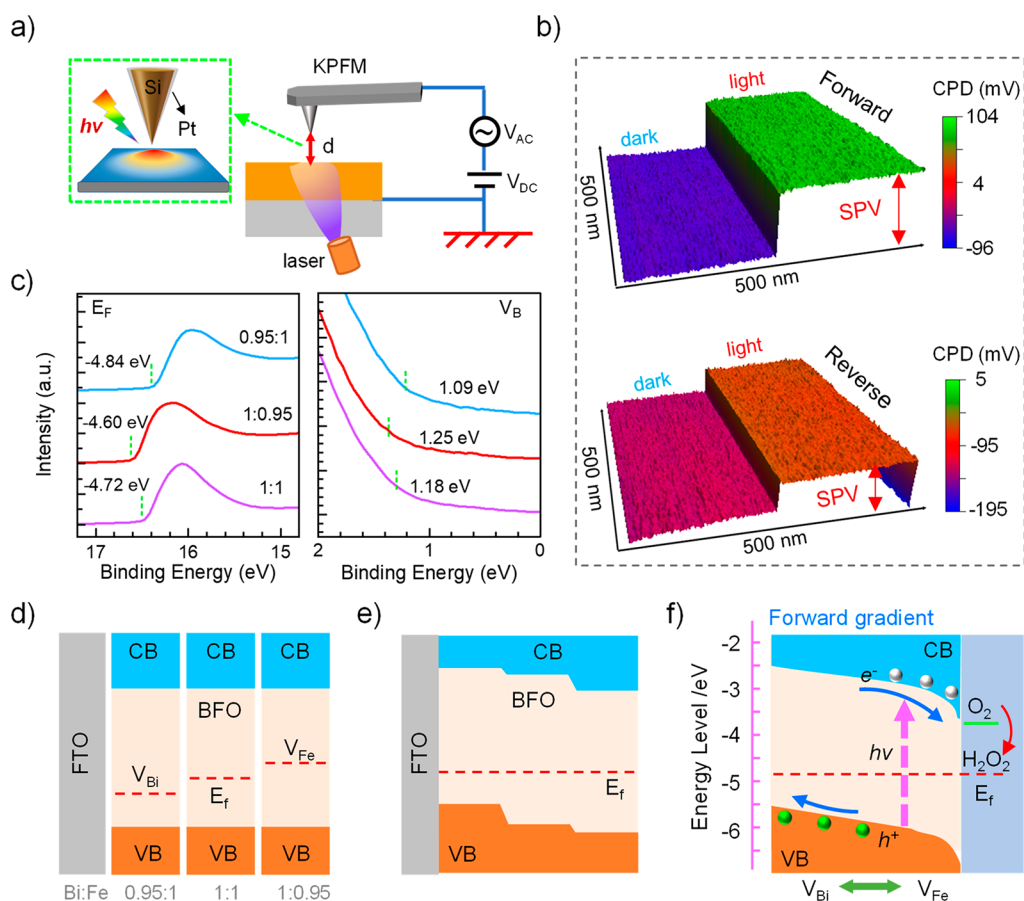 a)
KPFM
Si
Pt
hv
d
V_AC
V_DC
laser
b)
light
Forward
dark
CPD (mV)
104
4
-96
SPV
500 nm
500 nm
light
Reverse
dark
CPD (mV)
5
-95
-195
SPV
500 nm
500 nm
c)
E_F
0.95:1
-4.84 eV
1:0.95
-4.60 eV
1:1
-4.72 eV
Intensity (a.u.)
17 16 15
Binding Energy (eV)
V_B
1.09 eV
1.25 eV
1.18 eV
2 1 0
Binding Energy (eV)
d)
FTO
CB CB CB
BFO
V_Bi
E_f
V_Fe
VB VB VB
Bi:Fe 0.95:1 1:1 1:0.95
e)
FTO
CB
BFO
E_f
VB
f)
Forward gradient
Energy Level /eV
-2
-3
-4
-5
-6
CB
e-
O2
hv
H2O2
E_f
h+
VB
V_Bi V_Fe